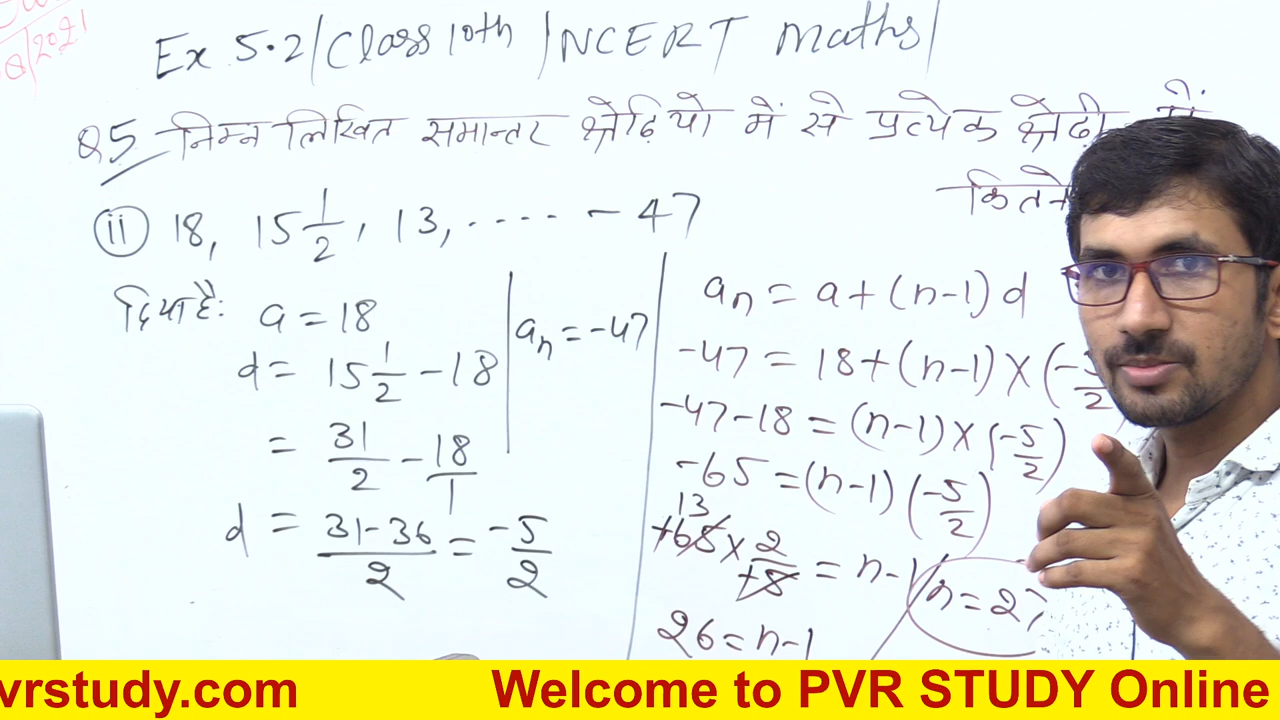 8/2021
Ex 5.2/Class 10th/NCERT Maths/
Q5 निम्न लिखित समान्तर श्रेढ़ियो में से प्रत्येक श्रेढ़ी में
कितने
(ii) 18, 15 1/2, 13, ..... -47
दिया है: a = 18
d = 15 1/2 - 18
= 31/2 - 18/1
d = (31-36)/2 = -5/2
aₙ = -47
aₙ = a+(n-1)d
-47 = 18+(n-1)×(-5/2
-47-18 = (n-1)×(-5/2)
-65 = (n-1)(-5/2)
13
+65×2/+5 = n-1
26 = n-1
n = 27
vrstudy.com Welcome to PVR STUDY Online